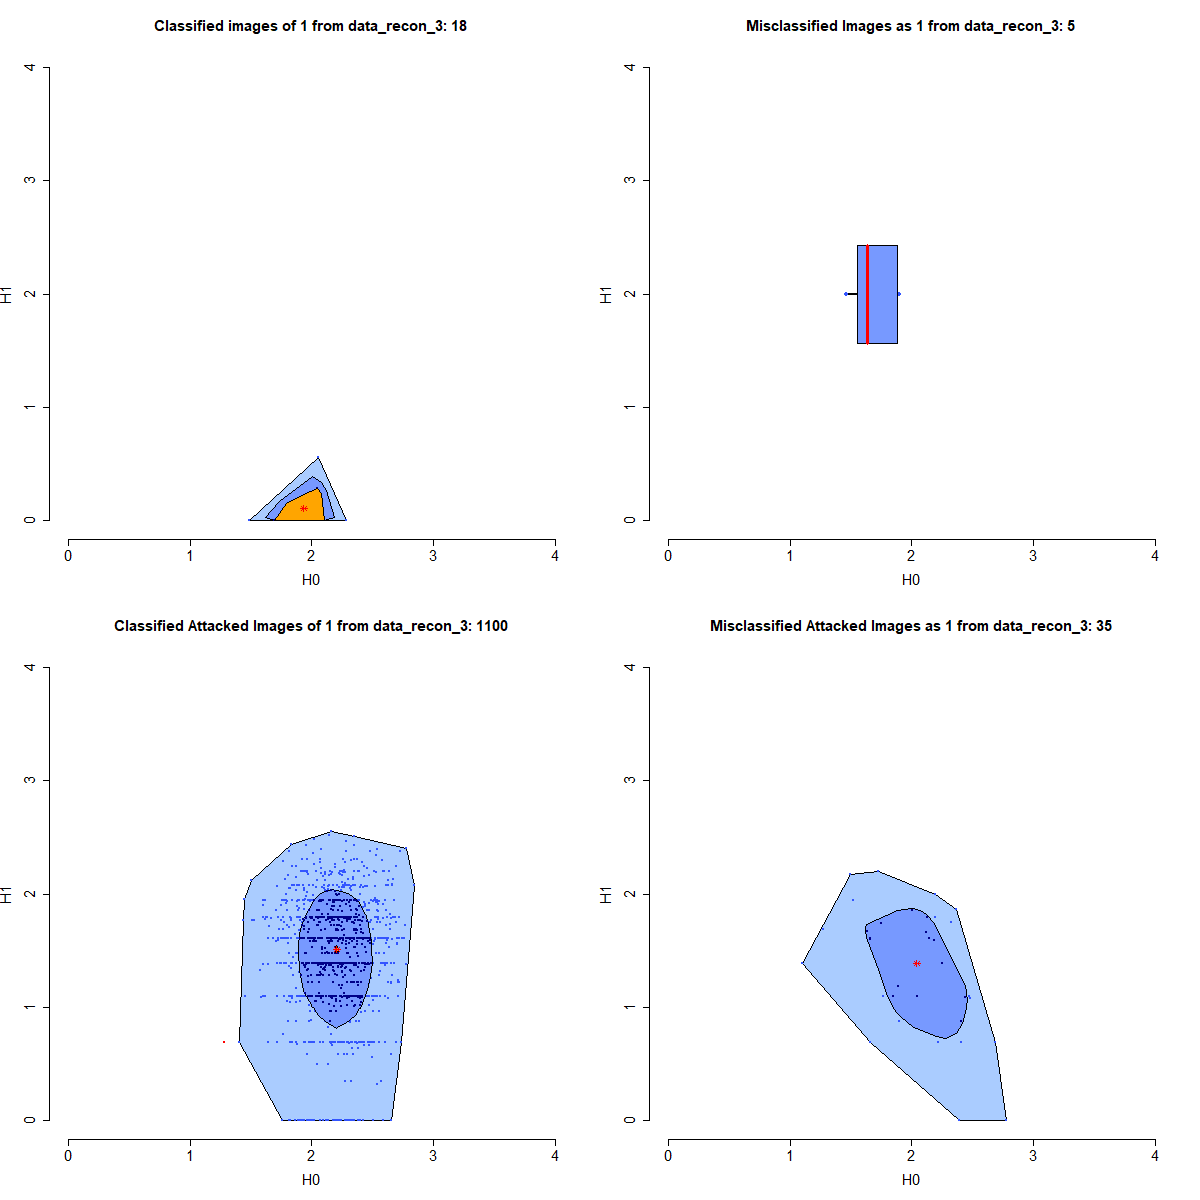 Classified images of 1 from data_recon_3: 18
4
3
2
1
0
H1
0 1 2 3 4
H0
Misclassified Images as 1 from data_recon_3: 5
4
3
2
1
0
H1
0 1 2 3 4
H0
Classified Attacked Images of 1 from data_recon_3: 1100
4
3
2
1
0
H1
0 1 2 3 4
H0
Misclassified Attacked Images as 1 from data_recon_3: 35
4
3
2
1
0
H1
0 1 2 3 4
H0